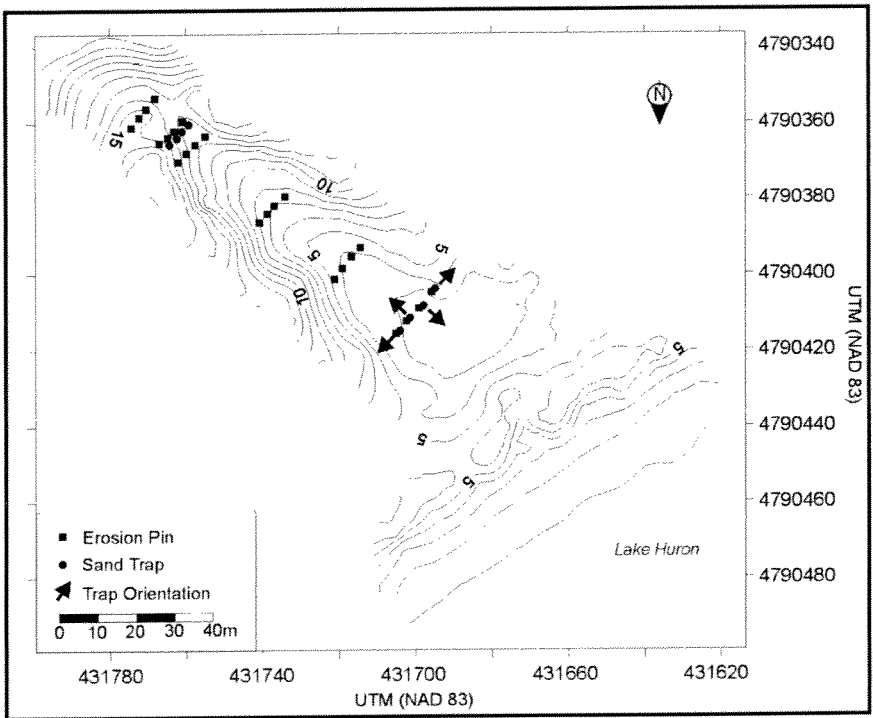 4790340
N
4790360
15
10
4790380
5
5
4790400
10
4790420
5
5
4790440
5
4790460
Lake Huron
4790480
UTM (NAD 83)
Erosion Pin
Sand Trap
Trap Orientation
0 10 20 30 40m
431780 431740 431700 431660 431620
UTM (NAD 83)